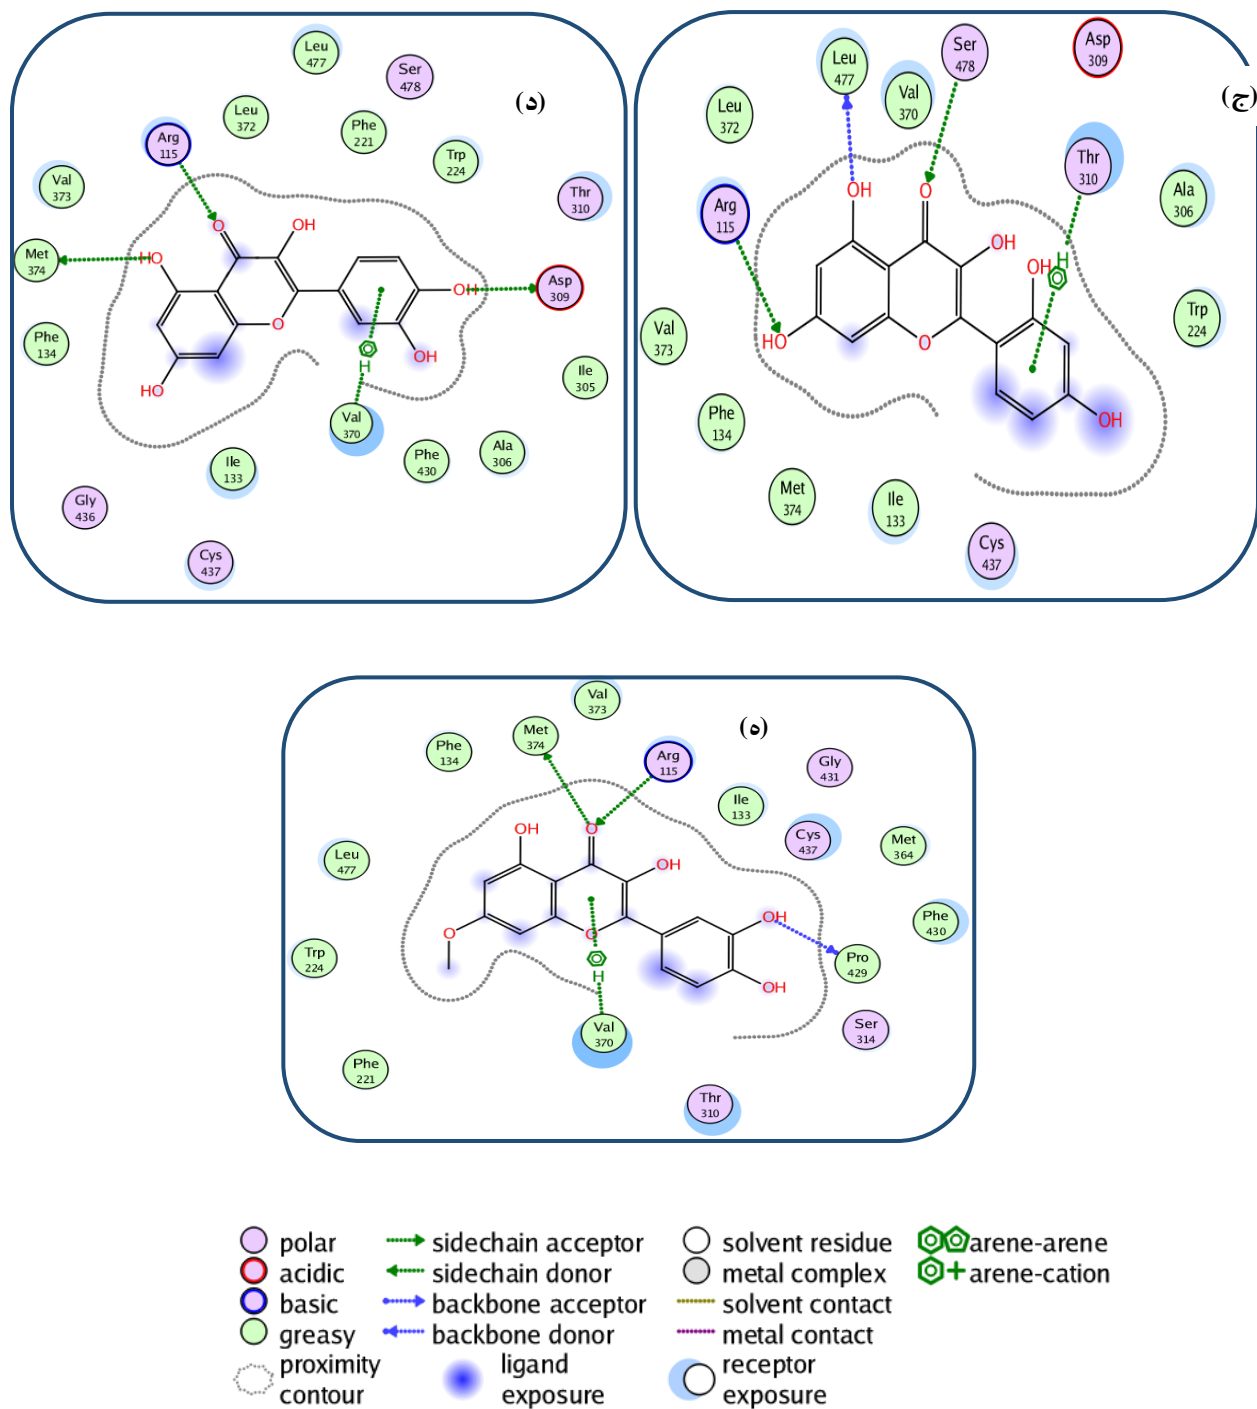 Leu
477
Ser
478
(د)
Leu
372
Phe
221
Arg
115
Trp
224
Val
373
Thr
310
O
OH
Met
374
HO
OH
Asp
309
O
Phe
134
OH
H
HO
Ile
305
Val
370
Phe
430
Ala
306
Ile
133
Gly
436
Cys
437
Leu
477
Ser
478
Asp
309
(ج)
Val
370
Leu
372
Thr
310
OH
O
Ala
306
Arg
115
OH
H
OH
HO
O
Trp
224
Val
373
Phe
134
OH
Met
374
Ile
133
Cys
437
Val
373
(ه)
Met
374
Phe
134
Arg
115
Gly
431
Ile
133
Cys
437
Met
364
OH
O
Leu
477
OH
OH
Phe
430
O
O
Trp
224
Pro
429
H
OH
Val
370
Ser
314
Phe
221
Thr
310
polar
acidic
basic
greasy
proximity
contour
sidechain acceptor
sidechain donor
backbone acceptor
backbone donor
ligand
exposure
solvent residue
metal complex
solvent contact
metal contact
receptor
exposure
arene-arene
arene-cation